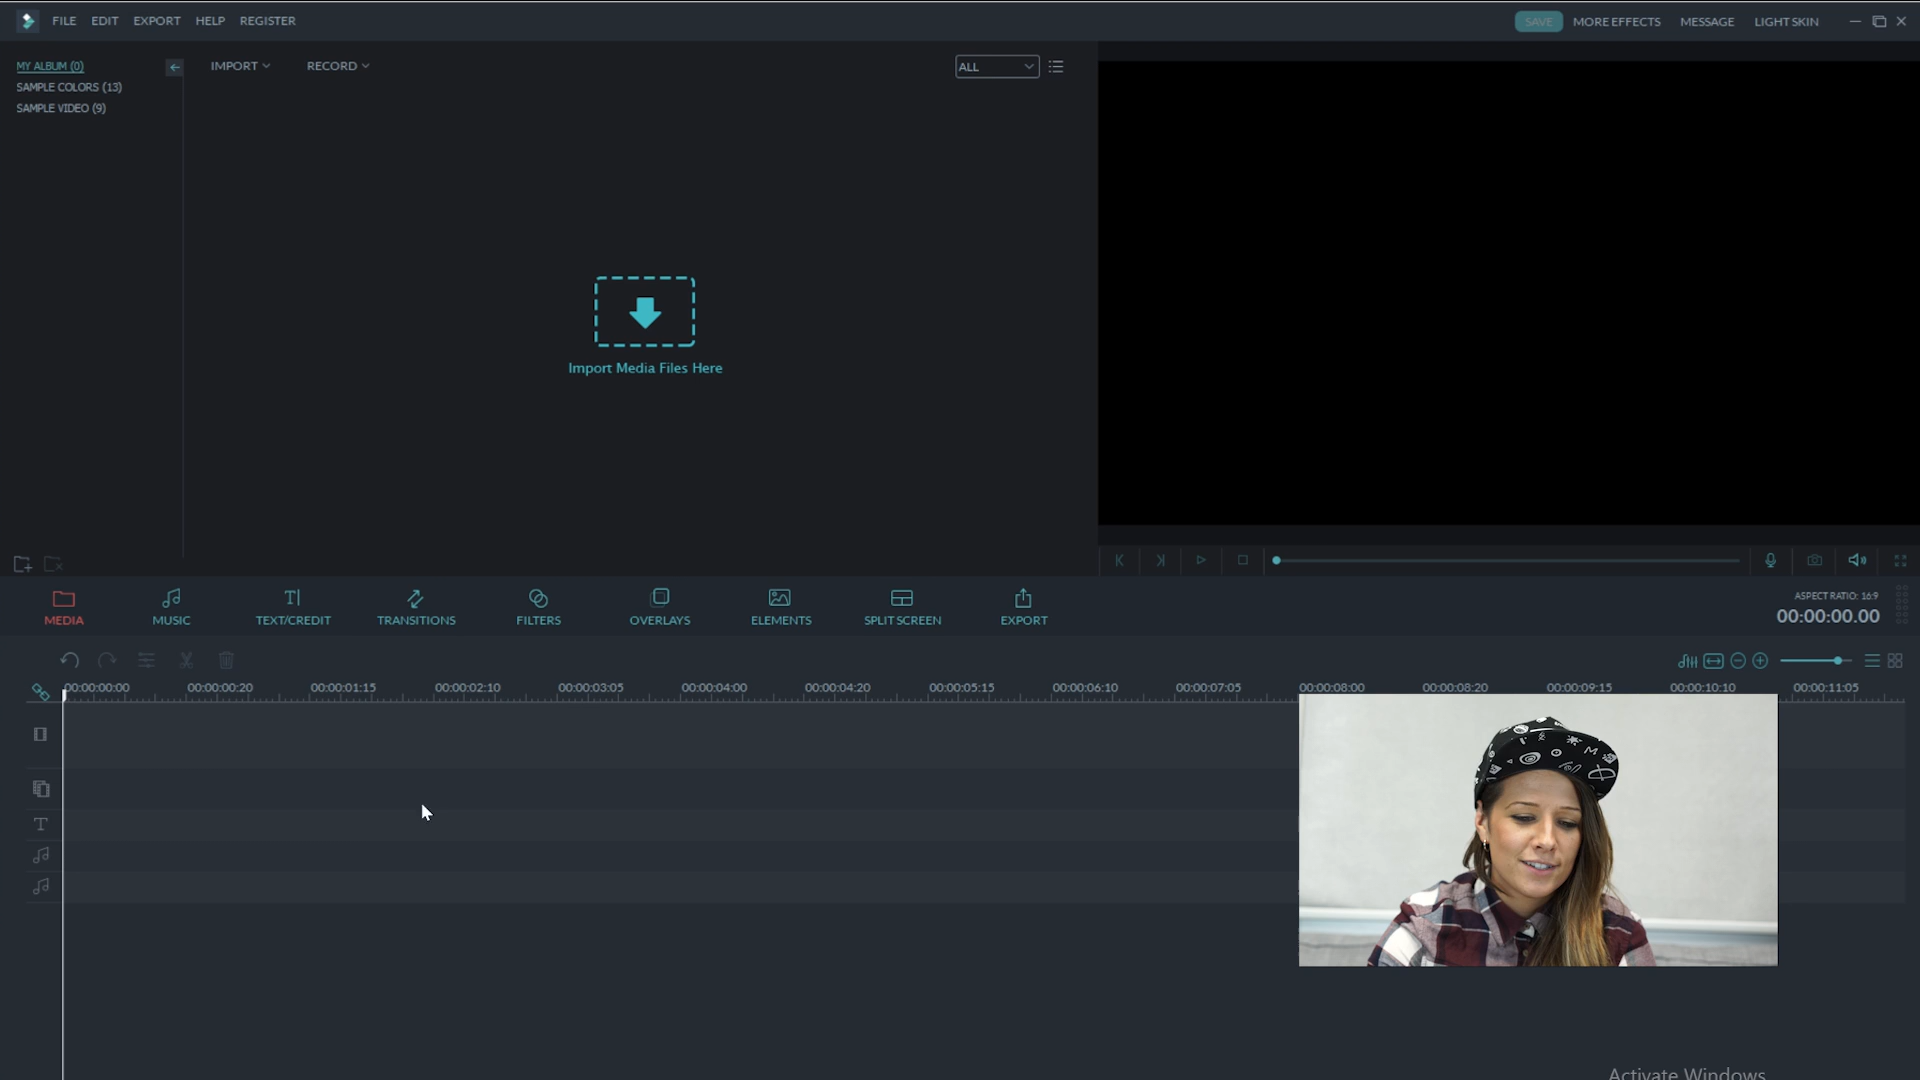 FILE EDIT EXPORT HELP REGISTER
SAVE MORE EFFECTS MESSAGE LIGHT SKIN
MY ALBUM (0)
SAMPLE COLORS (13)
SAMPLE VIDEO (9)
IMPORT RECORD
ALL
Import Media Files Here
MEDIA MUSIC TEXT/CREDIT TRANSITIONS FILTERS OVERLAYS ELEMENTS SPLIT SCREEN EXPORT
ASPECT RATIO: 16:9
00:00:00.00
00:00:00:00 00:00:00:20 00:00:01:15 00:00:02:10 00:00:03:05 00:00:04:00 00:00:04:20 00:00:05:15 00:00:06:10 00:00:07:05 00:00:08:00 00:00:08:20 00:00:09:15 00:00:10:10 00:00:11:05
Activate Windows